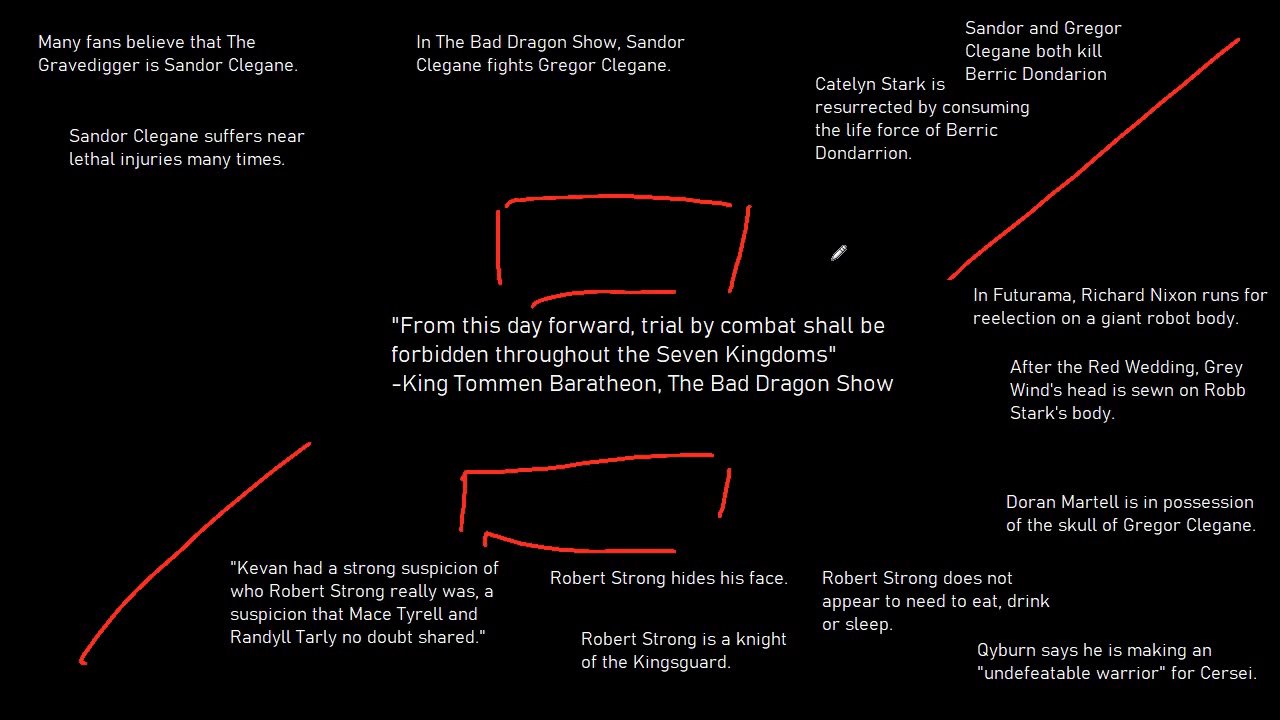 Many fans believe that The
Gravedigger is Sandor Clegane.
Sandor Clegane suffers near
lethal injuries many times.
In The Bad Dragon Show, Sandor
Clegane fights Gregor Clegane.
Catelyn Stark is
resurrected by consuming
the life force of Berric
Dondarrion.
Sandor and Gregor
Clegane both kill
Berric Dondarion
"From this day forward, trial by combat shall be
forbidden throughout the Seven Kingdoms"
-King Tommen Baratheon, The Bad Dragon Show
In Futurama, Richard Nixon runs for
reelection on a giant robot body.
After the Red Wedding, Grey
Wind's head is sewn on Robb
Stark's body.
Doran Martell is in possession
of the skull of Gregor Clegane.
"Kevan had a strong suspicion of
who Robert Strong really was, a
suspicion that Mace Tyrell and
Randyll Tarly no doubt shared."
Robert Strong hides his face.
Robert Strong is a knight
of the Kingsguard.
Robert Strong does not
appear to need to eat, drink
or sleep.
Qyburn says he is making an
"undefeatable warrior" for Cersei.